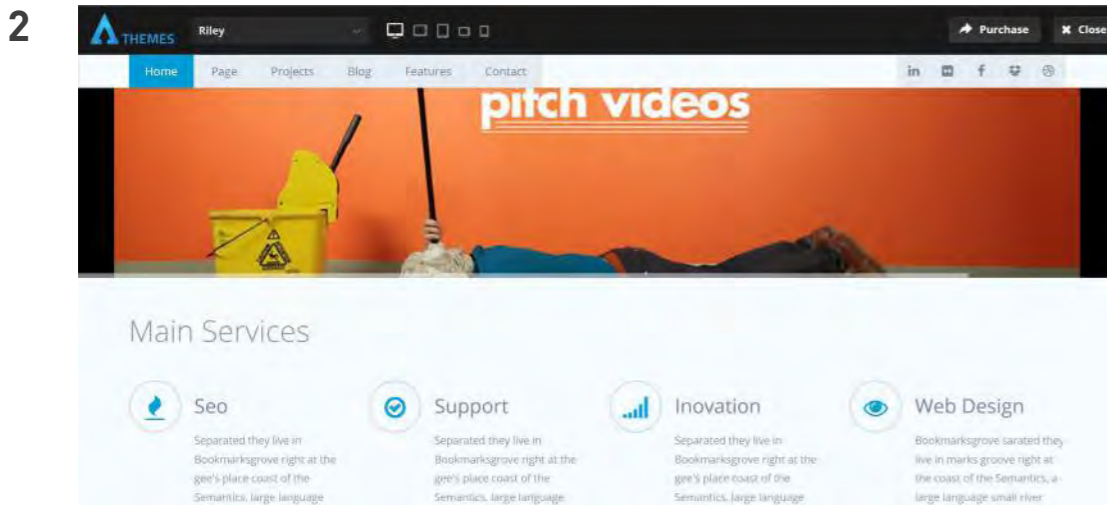 2
THEMES Riley Purchase Close
Home Page Projects Blog Features Contact
pitch videos
Main Services
Seo Support Inovation Web Design
Separated they live in Separated they live in Separated they live in Bookmarksgrove sarated they
Bookmarksgrove right at the Bookmarksgrove right at the Bookmarksgrove right at the live in marks groove right at
gee's place coast of the gee's place coast of the gee's place coast of the the coast of the Semantics, a
Semantics, large language Semantics, large language Semantics, large language large language small river